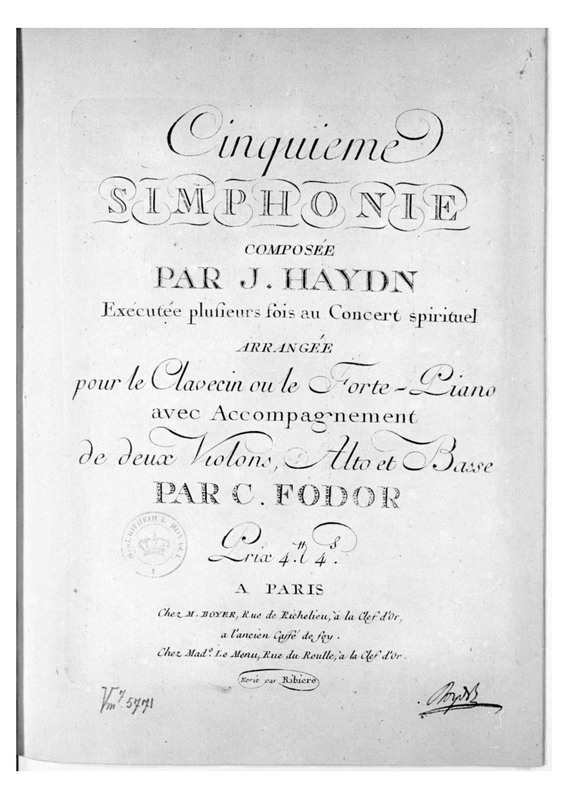 Cinquieme
SIMPHONIE
COMPOSÉE
PAR J. HAYDN
Exécutée plusieurs fois au Concert spirituel
ARRANGÉE
pour le Clavecin ou le Forte-Piano
avec Accompagnement
de deux Violons, Alto et Basse
PAR C. FODOR
Prix 4.tt 4.s
A PARIS
Chez M. BOYER, Rue de Richelieu, à la Clef d'Or,
a l'ancien Caffé de foy.
Chez Mad.e Le Menu, Rue du Roulle, à la Clef d'Or.
Ecrit par Ribiere
Vm7. 5771